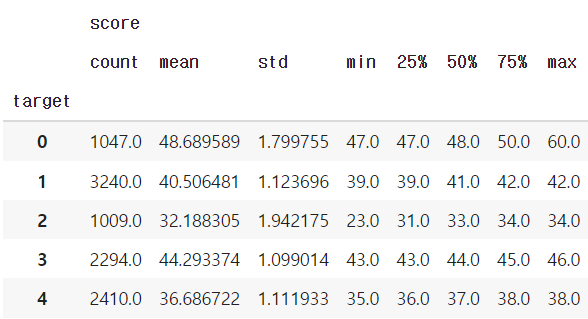 score
count mean std min 25% 50% 75% max
target
0 1047.0 48.689589 1.799755 47.0 47.0 48.0 50.0 60.0
1 3240.0 40.506481 1.123696 39.0 39.0 41.0 42.0 42.0
2 1009.0 32.188305 1.942175 23.0 31.0 33.0 34.0 34.0
3 2294.0 44.293374 1.099014 43.0 43.0 44.0 45.0 46.0
4 2410.0 36.686722 1.111933 35.0 36.0 37.0 38.0 38.0